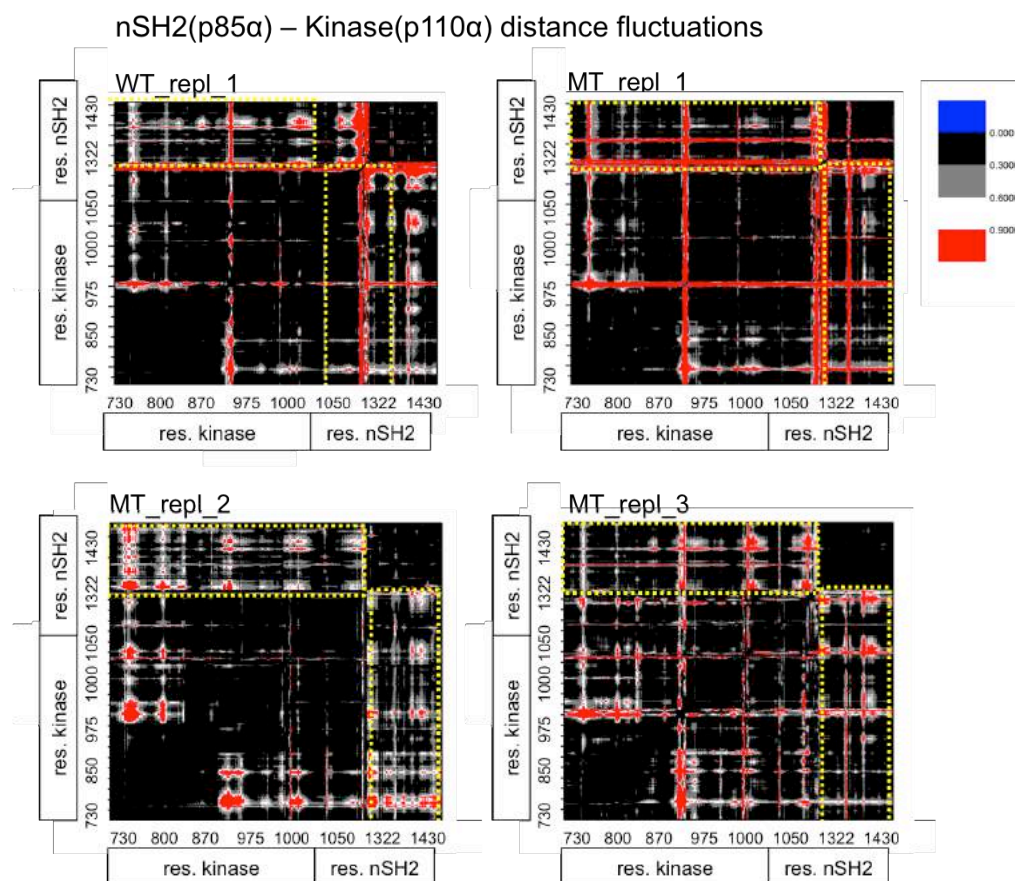 nSH2(p85α) – Kinase(p110α) distance fluctuations
WT_repl_1
res. nSH2
res. kinase
1430
1322
1050
1000
975
850
730
730 800 870 975 1000 1050 1322 1430
res. kinase
res. nSH2
MT_repl_1
res. nSH2
res. kinase
1430
1322
1050
1000
975
850
730
730 800 870 975 1000 1050 1322 1430
res. kinase
res. nSH2
0.000
0.300
0.600
0.900
MT_repl_2
res. nSH2
res. kinase
1430
1322
1050
1000
975
850
730
730 800 870 975 1000 1050 1322 1430
res. kinase
res. nSH2
MT_repl_3
res. nSH2
res. kinase
1430
1322
1050
1000
975
850
730
730 800 870 975 1000 1050 1322 1430
res. kinase
res. nSH2